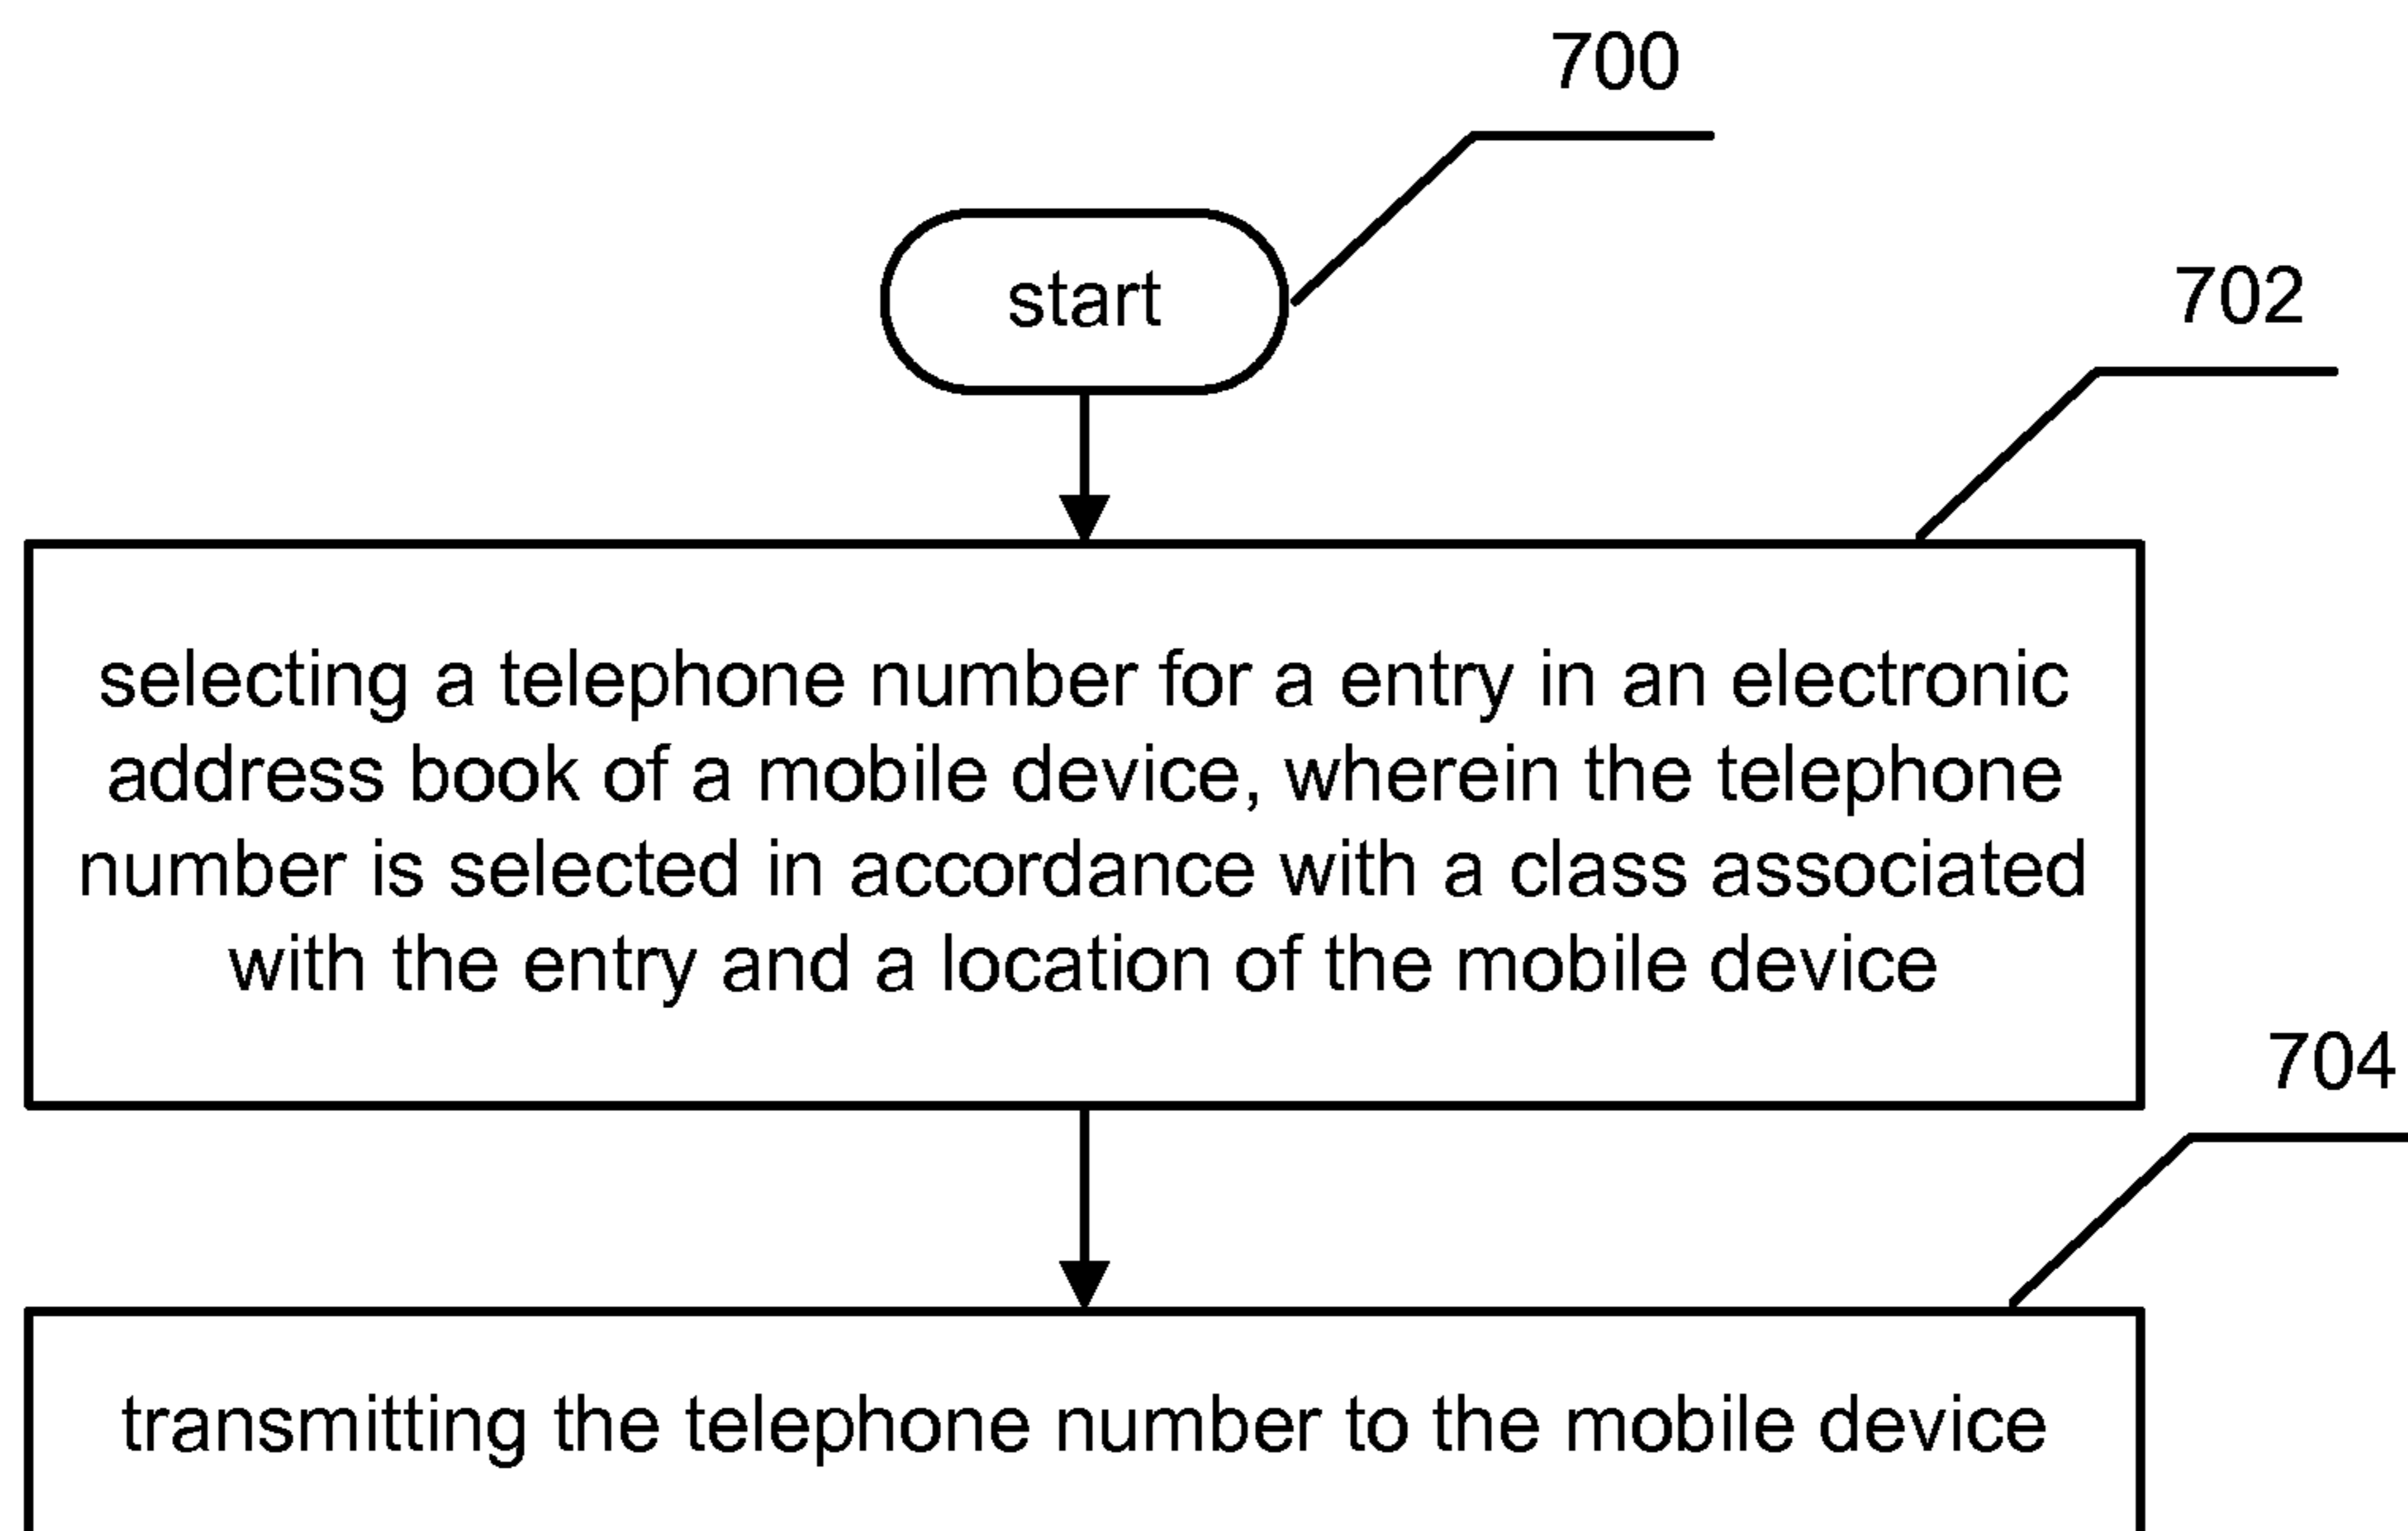 700
start
702
selecting a telephone number for a entry in an electronic
address book of a mobile device, wherein the telephone
number is selected in accordance with a class associated
with the entry and a location of the mobile device
704
transmitting the telephone number to the mobile device